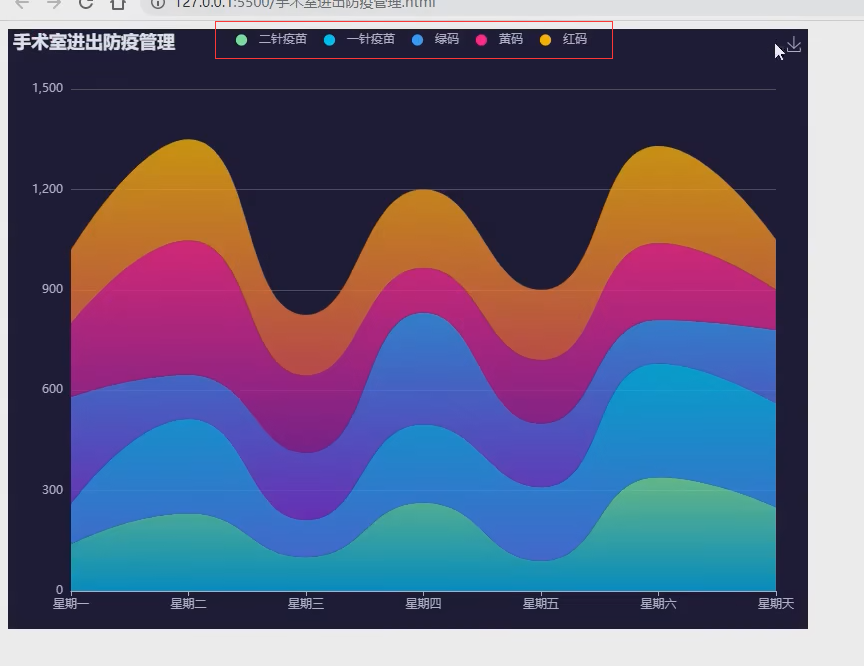 127.0.0.1:5500/手术室进出防疫管理.html
手术室进出防疫管理
二针疫苗 一针疫苗 绿码 黄码 红码
1,500
1,200
900
600
300
0
星期一 星期二 星期三 星期四 星期五 星期六 星期天